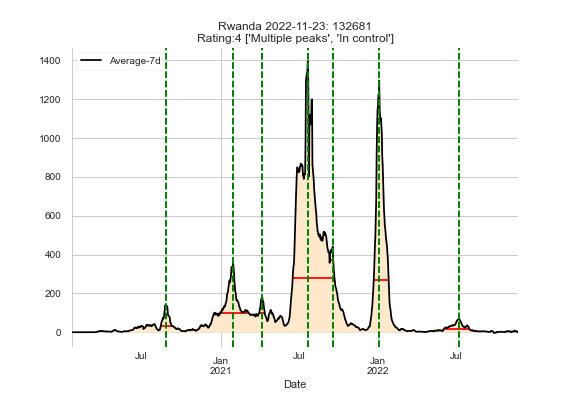 Rwanda 2022-11-23: 132681
Rating:4 ['Multiple peaks', 'In control']
Average-7d
1400
1200
1000
800
600
400
200
0
Jul
Jan
2021
Jul
Jan
2022
Jul
Date